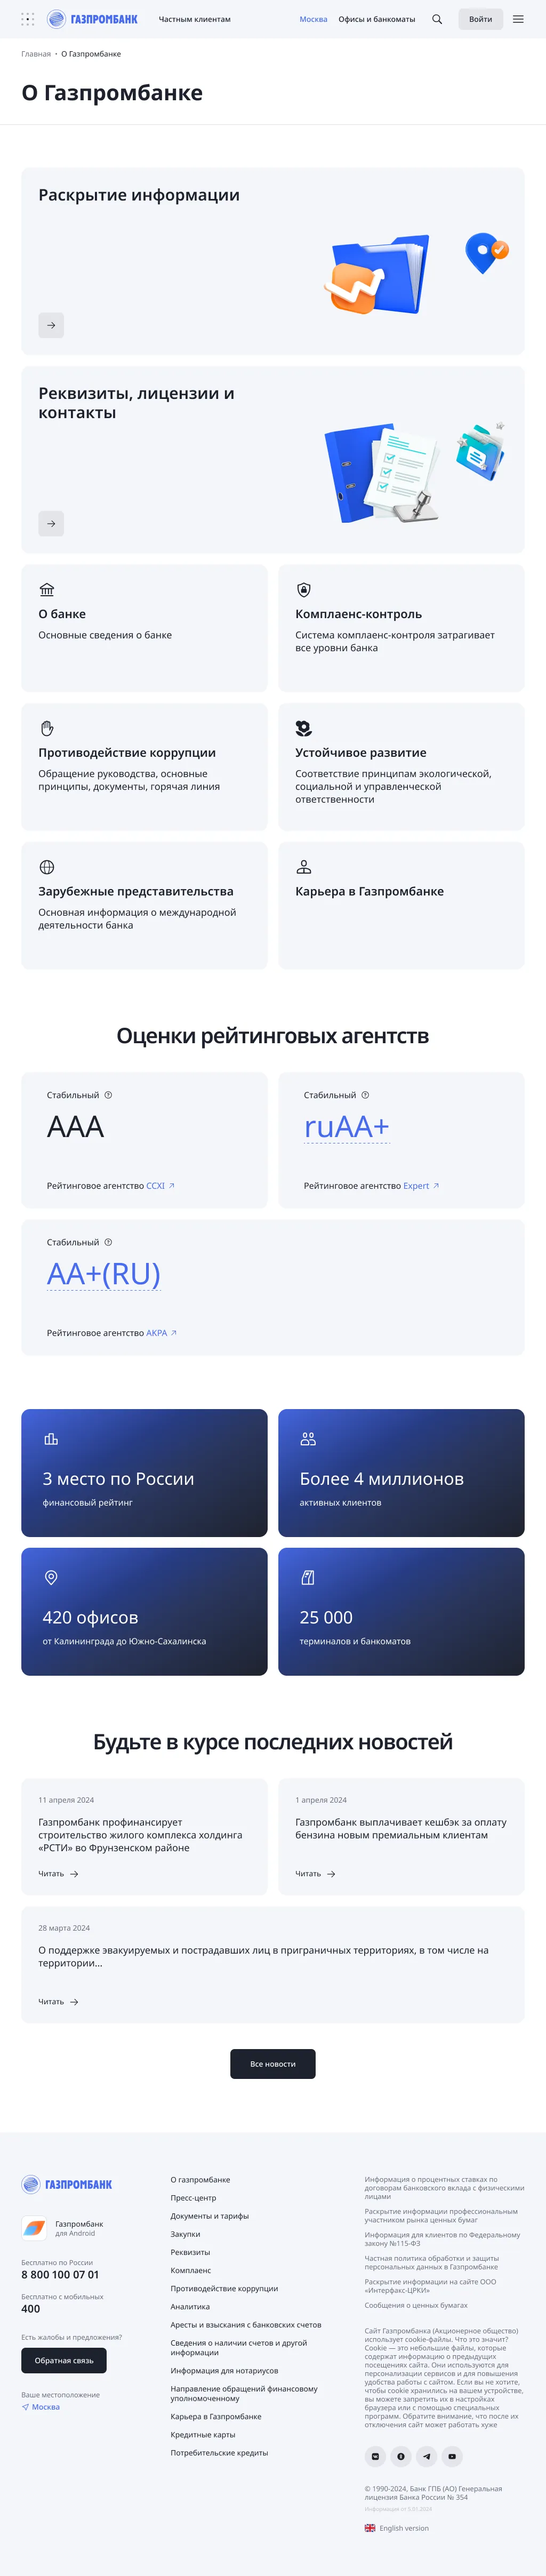 ГАЗПРОМБАНК
Частным клиентам
Москва
Офисы и банкоматы
Войти
Главная • О Газпромбанке
О Газпромбанке
Раскрытие информации
Реквизиты, лицензии и
контакты
О банке
Основные сведения о банке
Комплаенс-контроль
Система комплаенс-контроля затрагивает
все уровни банка
Противодействие коррупции
Обращение руководства, основные
принципы, документы, горячая линия
Устойчивое развитие
Соответствие принципам экологической,
социальной и управленческой
ответственности
Зарубежные представительства
Основная информация о международной
деятельности банка
Карьера в Газпромбанке
Оценки рейтинговых агентств
Стабильный
AAA
Рейтинговое агентство CCXI
Стабильный
ruAA+
Рейтинговое агентство Expert
Стабильный
AA+(RU)
Рейтинговое агентство АКРА
3 место по России
финансовый рейтинг
Более 4 миллионов
активных клиентов
420 офисов
от Калининграда до Южно-Сахалинска
25 000
терминалов и банкоматов
Будьте в курсе последних новостей
11 апреля 2024
Газпромбанк профинансирует
строительство жилого комплекса холдинга
«РСТИ» во Фрунзенском районе
Читать
1 апреля 2024
Газпромбанк выплачивает кешбэк за оплату
бензина новым премиальным клиентам
Читать
28 марта 2024
О поддержке эвакуируемых и пострадавших лиц в приграничных территориях, в том числе на
территории...
Читать
Все новости
ГАЗПРОМБАНК
Газпромбанк
для Android
Бесплатно по России
8 800 100 07 01
Бесплатно с мобильных
400
Есть жалобы и предложения?
Обратная связь
Ваше местоположение
Москва
О газпромбанке
Пресс-центр
Документы и тарифы
Закупки
Реквизиты
Комплаенс
Противодействие коррупции
Аналитика
Аресты и взыскания с банковских счетов
Сведения о наличии счетов и другой
информации
Информация для нотариусов
Направление обращений финансовому
уполномоченному
Карьера в Газпромбанке
Кредитные карты
Потребительские кредиты
Информация о процентных ставках по
договорам банковского вклада с физическими
лицами
Раскрытие информации профессиональным
участником рынка ценных бумаг
Информация для клиентов по Федеральному
закону №115-ФЗ
Частная политика обработки и защиты
персональных данных в Газпромбанке
Раскрытие информации на сайте ООО
«Интерфакс-ЦРКИ»
Сообщения о ценных бумагах
Сайт Газпромбанка (Акционерное общество)
использует cookie-файлы. Что это значит?
Cookie — это небольшие файлы, которые
содержат информацию о предыдущих
посещениях сайта. Они используются для
персонализации сервисов и для повышения
удобства работы с сайтом. Если вы не хотите,
чтобы cookie хранились на вашем устройстве,
вы можете запретить их в настройках
браузера или с помощью специальных
программ. Обратите внимание, что после их
отключения сайт может работать хуже
© 1990-2024, Банк ГПБ (АО) Генеральная
лицензия Банка России № 354
Информация от 5.01.2024
English version